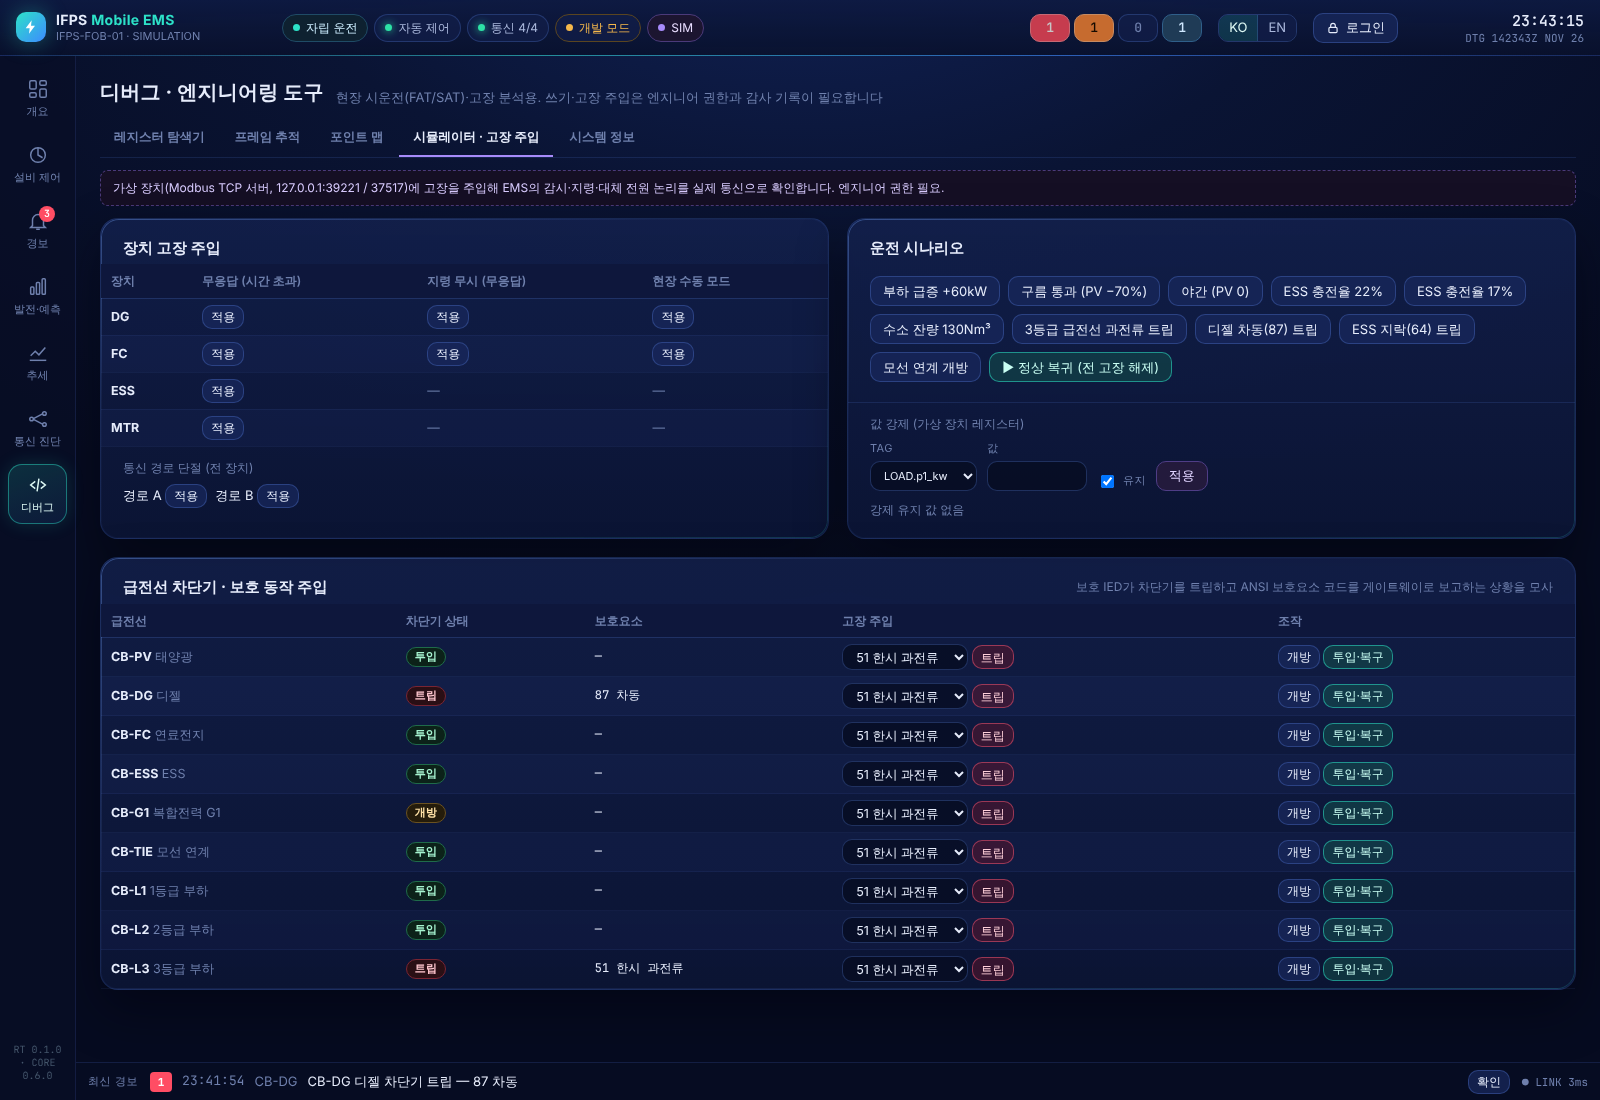 IFPS Mobile EMS
IFPS-FOB-01 · SIMULATION
자립 운전
자동 제어
통신 4/4
개발 모드
SIM
1
1
0
1
KO
EN
로그인
23:43:15
DTG 142343Z NOV 26
개요
설비 제어
3
경보
발전·예측
추세
통신 진단
디버그
RT 0.1.0
· CORE
0.6.0
디버그 · 엔지니어링 도구
현장 시운전(FAT/SAT)·고장 분석용. 쓰기·고장 주입은 엔지니어 권한과 감사 기록이 필요합니다
레지스터 탐색기
프레임 추적
포인트 맵
시뮬레이터 · 고장 주입
시스템 정보
가상 장치(Modbus TCP 서버, 127.0.0.1:39221 / 37517)에 고장을 주입해 EMS의 감시·지령·대체 전원 논리를 실제 통신으로 확인합니다. 엔지니어 권한 필요.
장치 고장 주입
장치 무응답 (시간 초과) 지령 무시 (무응답) 현장 수동 모드
DG 적용 적용 적용
FC 적용 적용 적용
ESS 적용 — —
MTR 적용 — —
통신 경로 단절 (전 장치)
경로 A 적용 경로 B 적용
운전 시나리오
부하 급증 +60kW
구름 통과 (PV −70%)
야간 (PV 0)
ESS 충전율 22%
ESS 충전율 17%
수소 잔량 130Nm³
3등급 급전선 과전류 트립
디젤 차동(87) 트립
ESS 지락(64) 트립
모선 연계 개방
▶ 정상 복귀 (전 고장 해제)
값 강제 (가상 장치 레지스터)
TAG 값
LOAD.p1_kw 유지 적용
강제 유지 값 없음
급전선 차단기 · 보호 동작 주입
보호 IED가 차단기를 트립하고 ANSI 보호요소 코드를 게이트웨이로 보고하는 상황을 모사
급전선 차단기 상태 보호요소 고장 주입 조작
CB-PV 태양광 투입 — 51 한시 과전류 트립 개방 투입·복구
CB-DG 디젤 트립 87 차동 51 한시 과전류 트립 개방 투입·복구
CB-FC 연료전지 투입 — 51 한시 과전류 트립 개방 투입·복구
CB-ESS ESS 투입 — 51 한시 과전류 트립 개방 투입·복구
CB-G1 복합전력 G1 개방 — 51 한시 과전류 트립 개방 투입·복구
CB-TIE 모선 연계 투입 — 51 한시 과전류 트립 개방 투입·복구
CB-L1 1등급 부하 투입 — 51 한시 과전류 트립 개방 투입·복구
CB-L2 2등급 부하 투입 — 51 한시 과전류 트립 개방 투입·복구
CB-L3 3등급 부하 트립 51 한시 과전류 51 한시 과전류 트립 개방 투입·복구
최신 경보 1 23:41:54 CB-DG CB-DG 디젤 차단기 트립 — 87 차동 확인 LINK 3ms